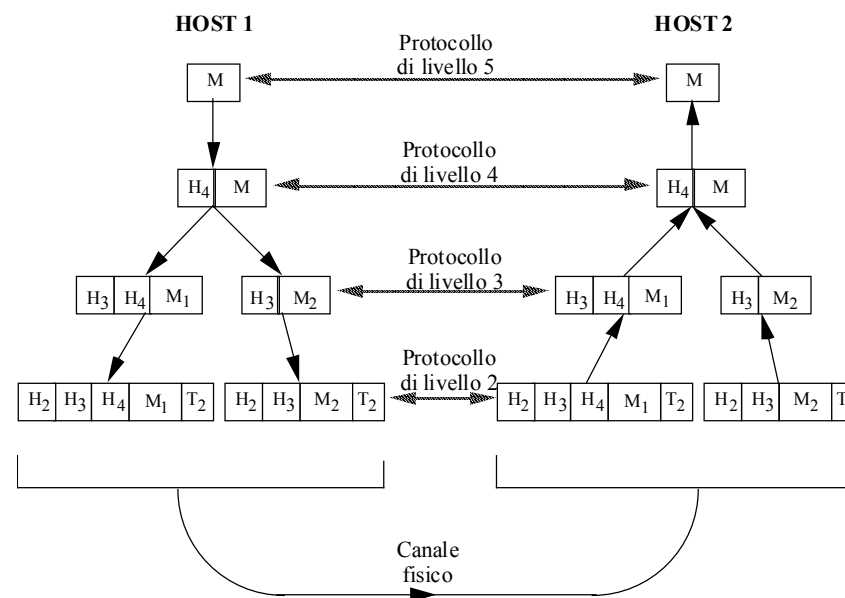 HOST 1 HOST 2
Protocollo
di livello 5
M M
Protocollo
di livello 4
H4 M H4 M
Protocollo
di livello 3
H3 H4 M1 H3 M2 H3 H4 M1 H3 M2
Protocollo
di livello 2
H2 H3 H4 M1 T2 H2 H3 M2 T2 H2 H3 H4 M1 T2 H2 H3 M2 T
Canale
fisico